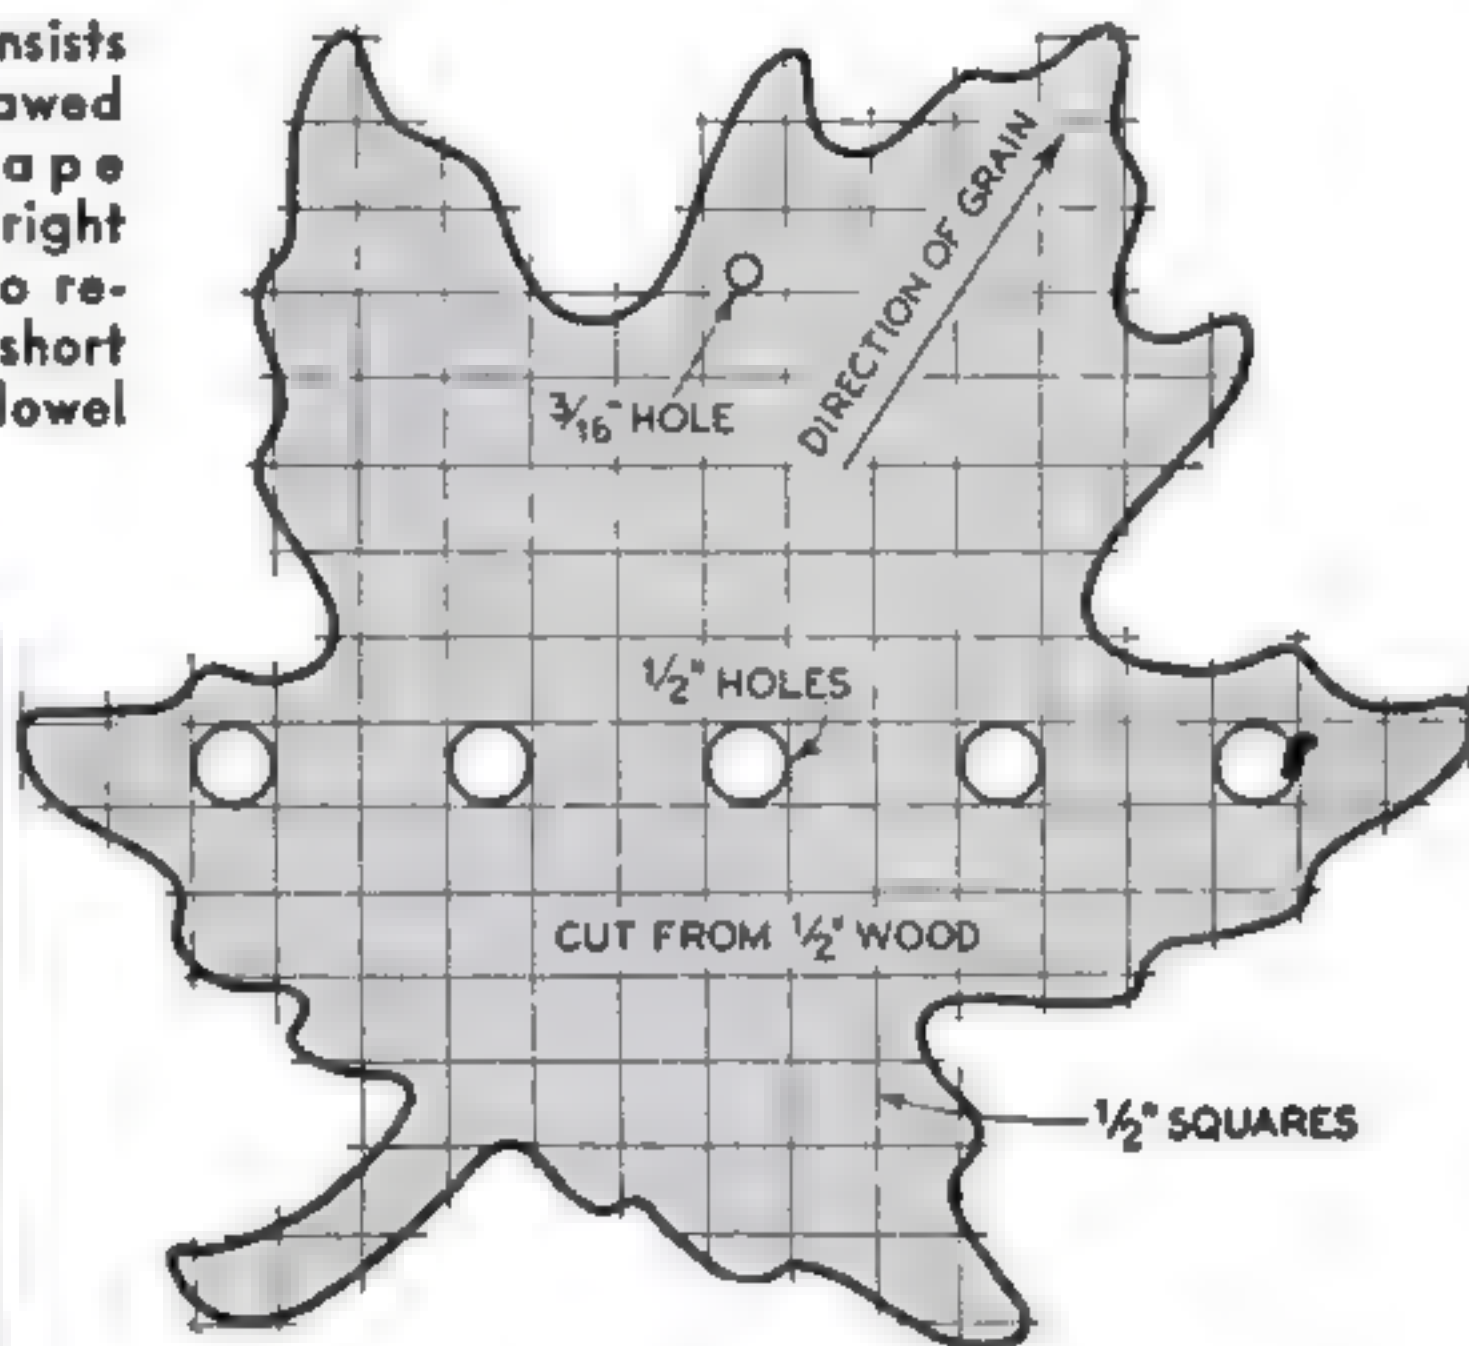 nsists
awed
ape
right
o re-
short
lowel
3/16" HOLE
DIRECTION OF GRAIN
1/2" HOLES
CUT FROM 1/2" WOOD
1/2" SQUARES